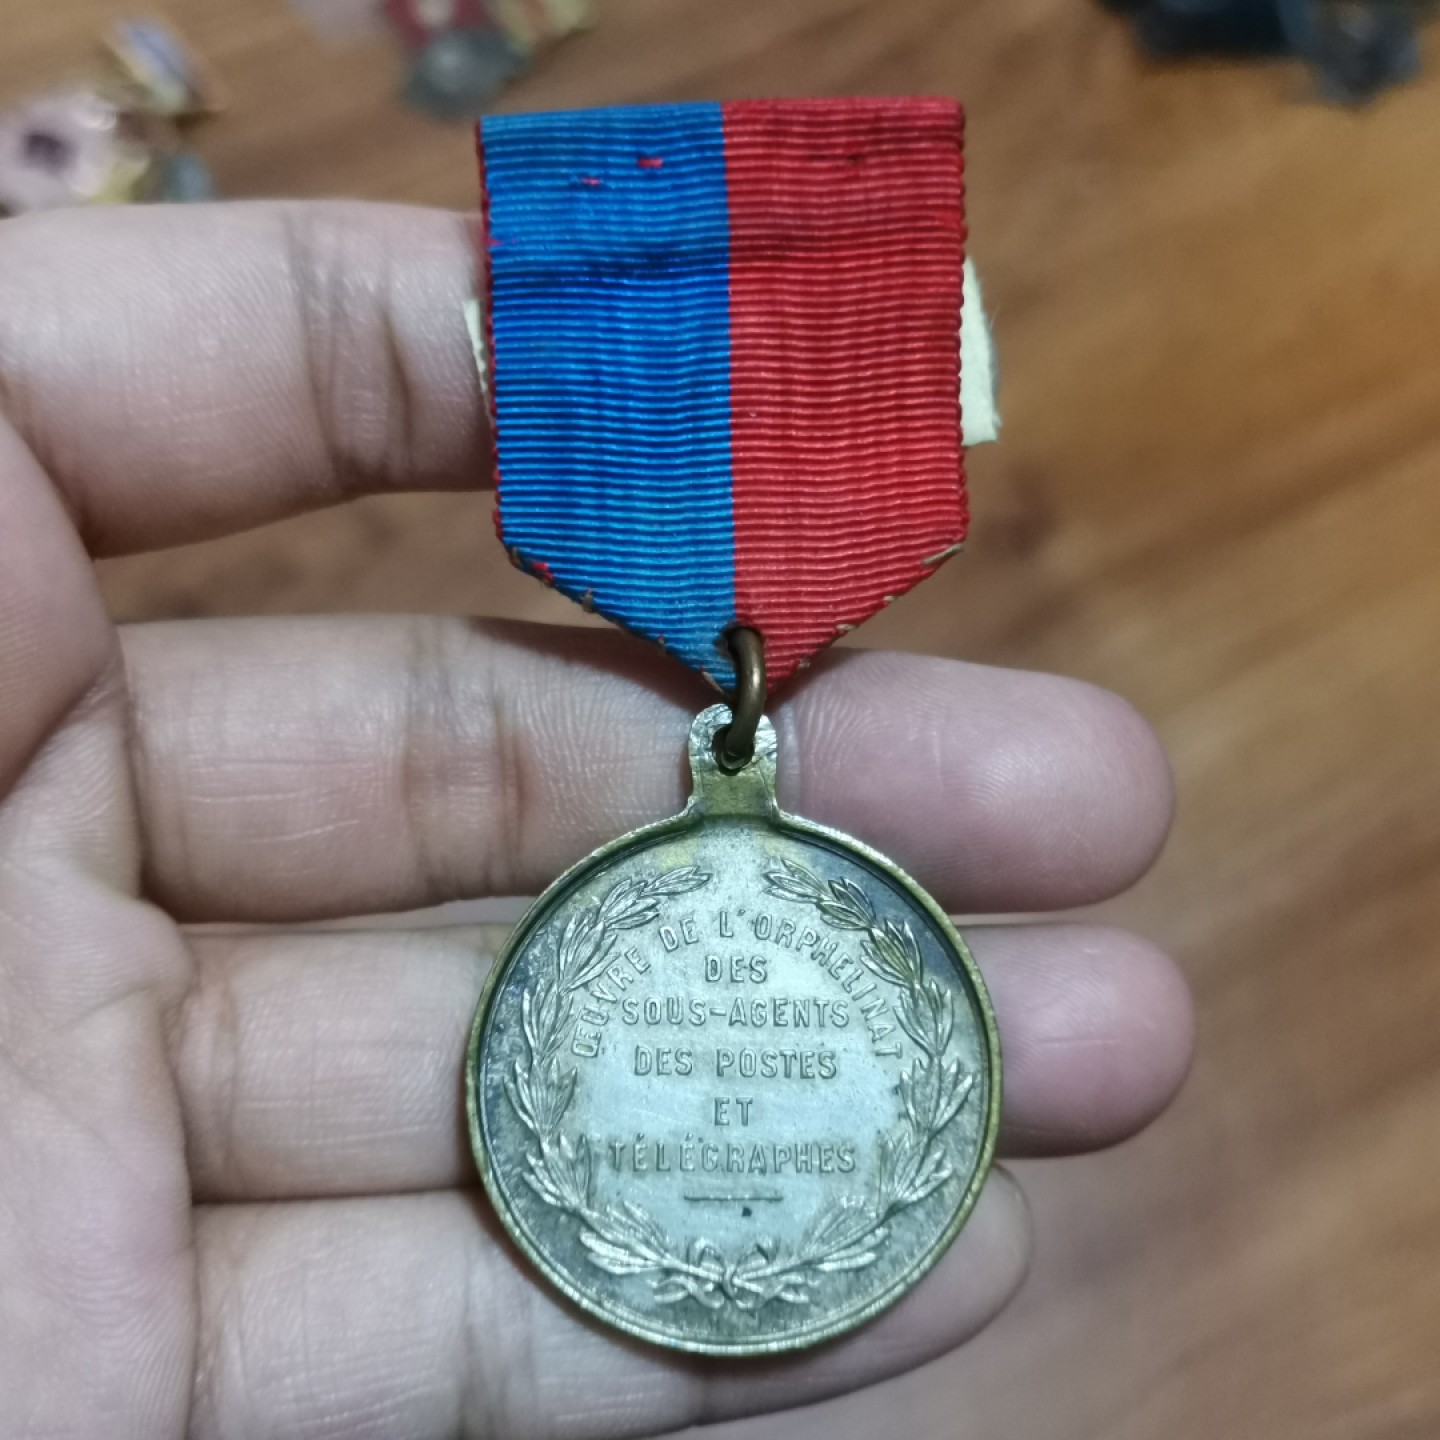 ŒUVRE DE L'ORPHELINAT
DES
SOUS-AGENTS
DES POSTES
ET
TÉLÉGRAPHES